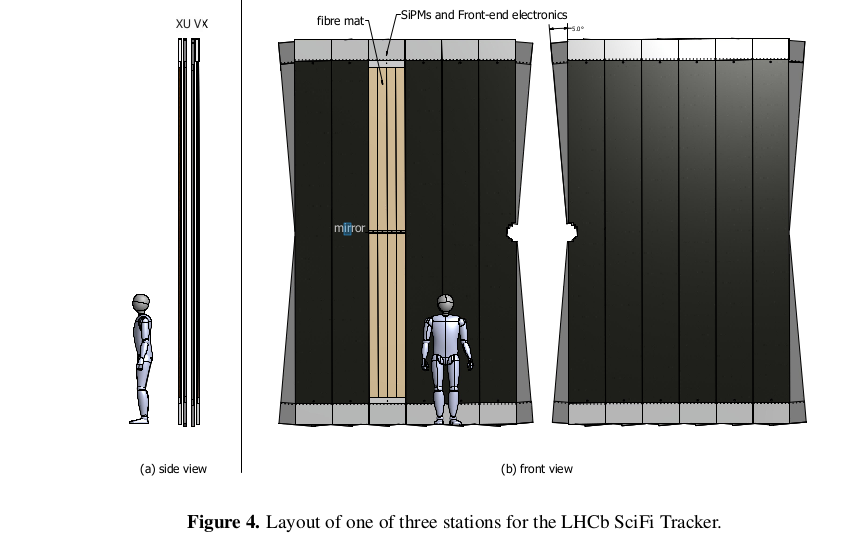 XU VX
fibre mat
SiPMs and Front-end electronics
5.0°
mirror
(a) side view
(b) front view
Figure 4. Layout of one of three stations for the LHCb SciFi Tracker.